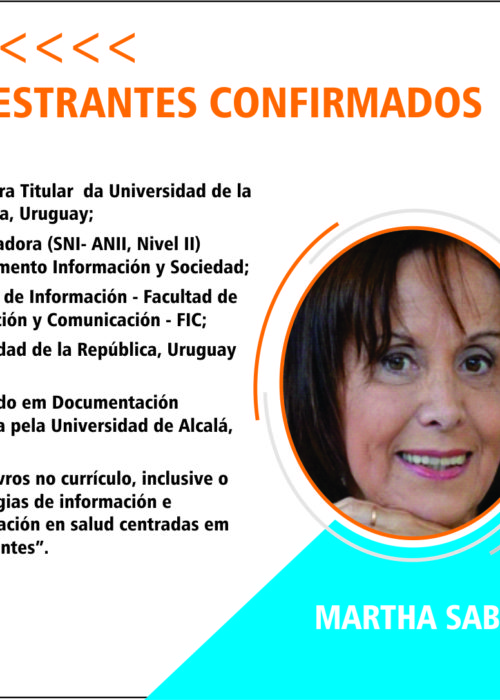 ESTRANTES CONFIRMADOS
ra Titular da Universidad de la
a, Uruguay;
adora (SNI- ANII, Nivel II)
mento Información y Sociedad;
de Información - Facultad de
ción y Comunicación - FIC;
dad de la República, Uruguay
do em Documentación
a pela Universidad de Alcalá,
vros no currículo, inclusive o
gias de información e
ación en salud centradas em
ntes”.
MARTHA SAB